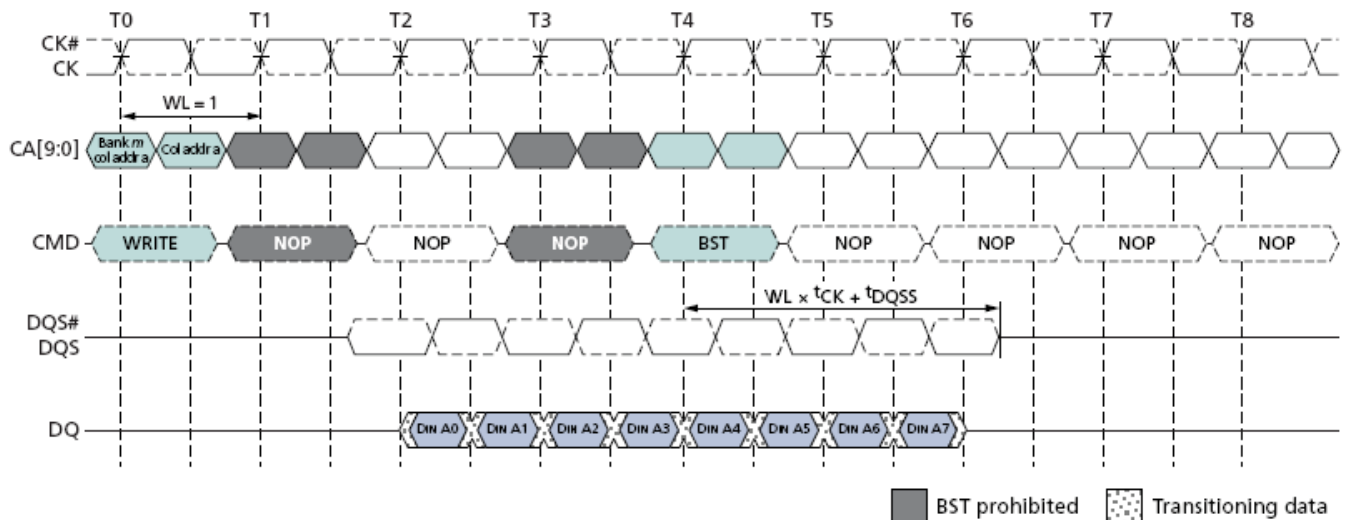 T0 T1 T2 T3 T4 T5 T6 T7 T8
CK#
CK
WL = 1
CA[9:0] Bank m col addr a Col addr a
CMD WRITE NOP NOP NOP BST NOP NOP NOP NOP
WL × tCK + tDQSS
DQS#
DQS
DQ DIN A0 DIN A1 DIN A2 DIN A3 DIN A4 DIN A5 DIN A6 DIN A7
BST prohibited Transitioning data